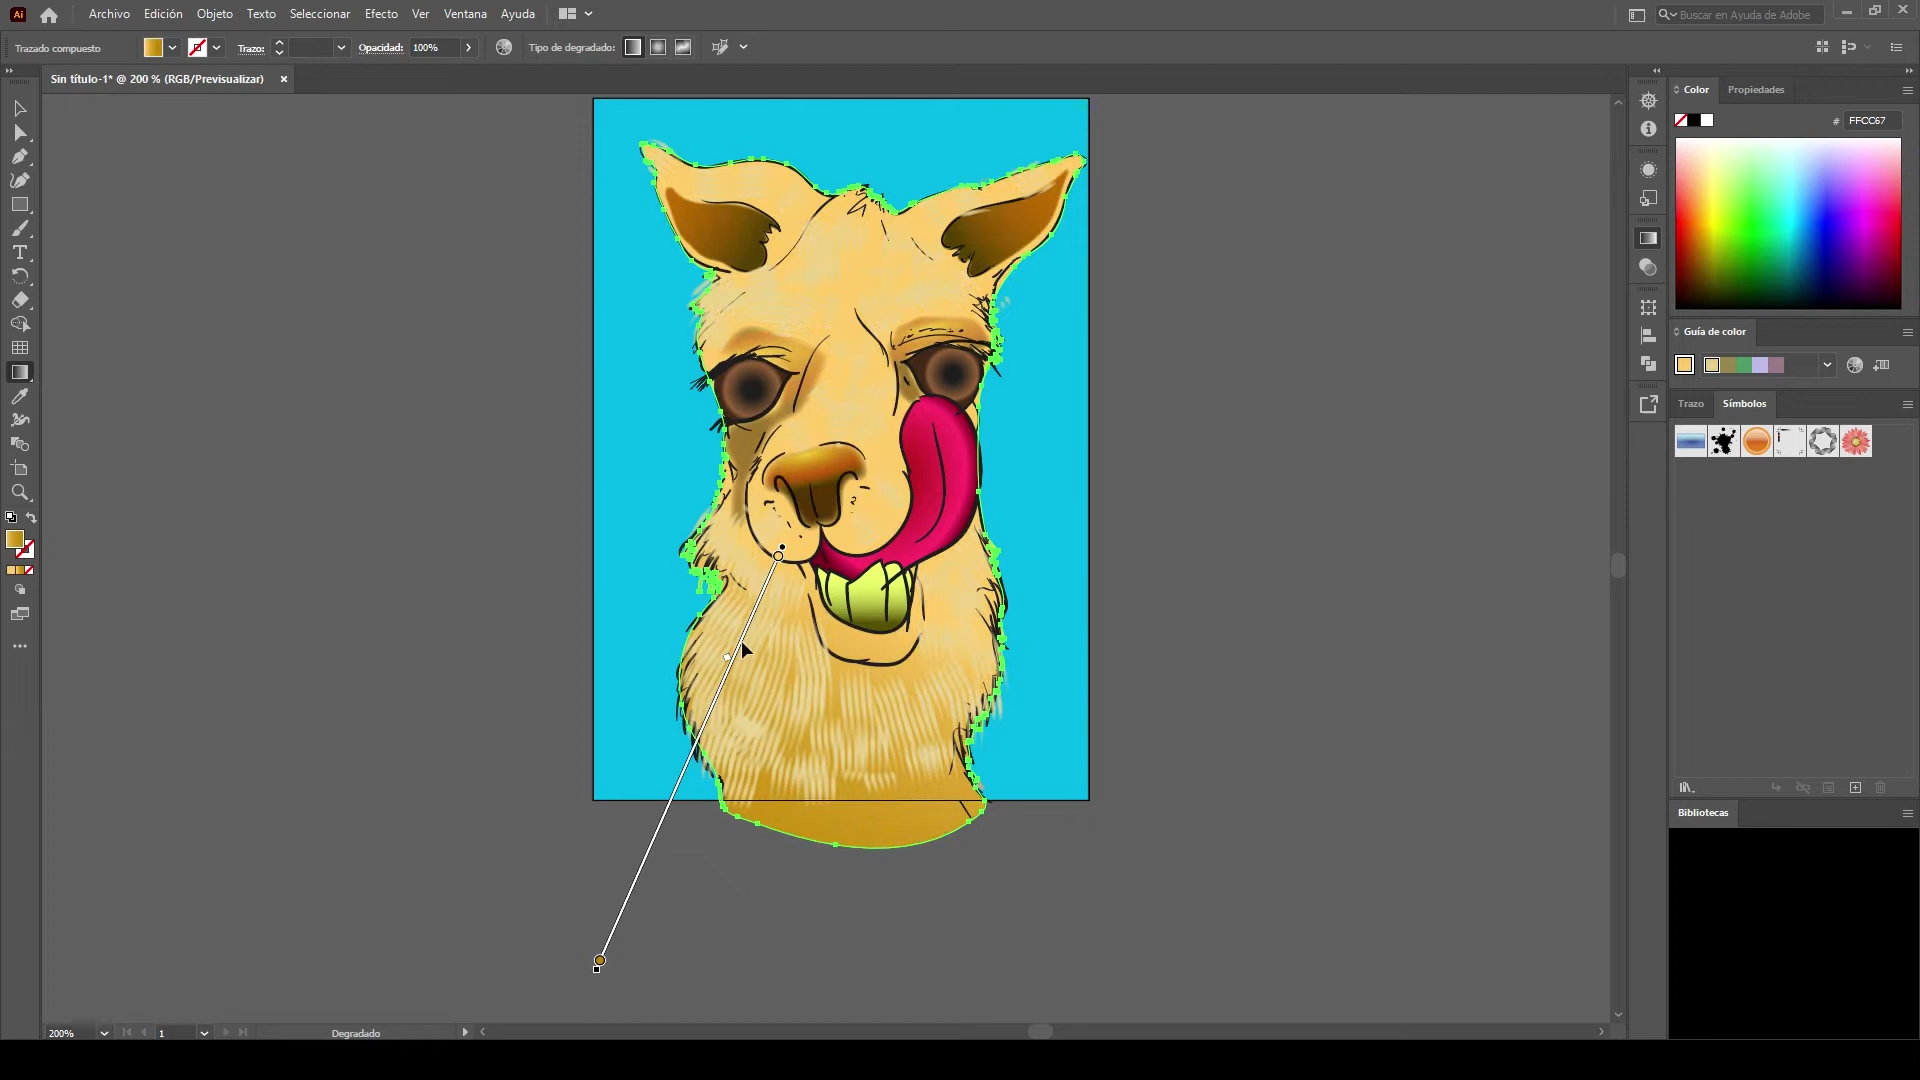 Ai Archivo Edición Objeto Texto Seleccionar Efecto Ver Ventana Ayuda Buscar en Ayuda de Adobe
Trazado compuesto Trazo: Opacidad: 100% Tipo de degradado:
Sin título-1* @ 200 % (RGB/Previsualizar)
Color Propiedades
# FFCC67
Guía de color
Trazo Símbolos
Bibliotecas
200% 1 Degradado